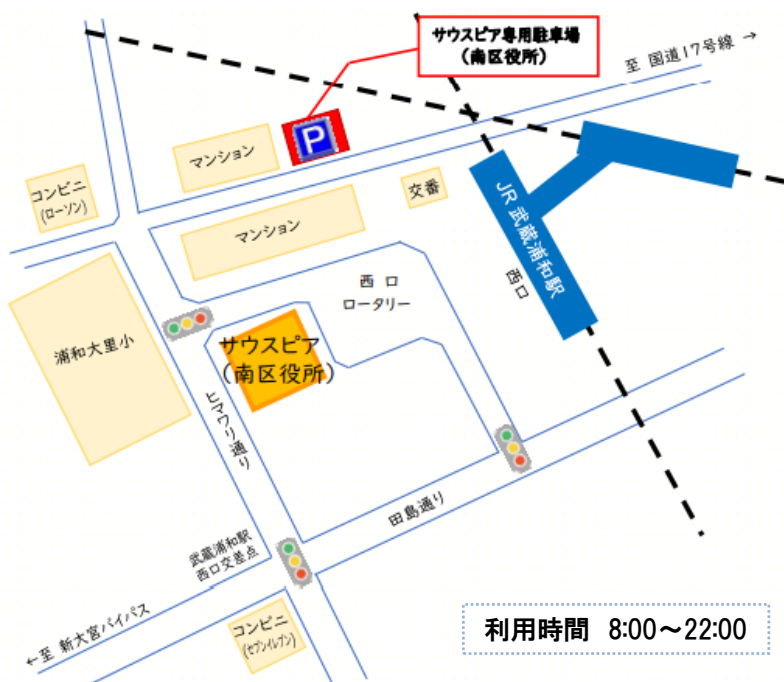 サウスピア専用駐車場
（南区役所）
至 国道17号線 →
P
マンション
コンビニ
(ローソン)
交番
マンション
JR 武蔵浦和駅
西口
西 口
ロータリー
浦和大里小
サウスピア
（南区役所）
ヒマワリ通り
田島通り
武蔵浦和駅
西口交差点
←至 新大宮バイパス
コンビニ
(セブンイレブン)
利用時間 8:00～22:00